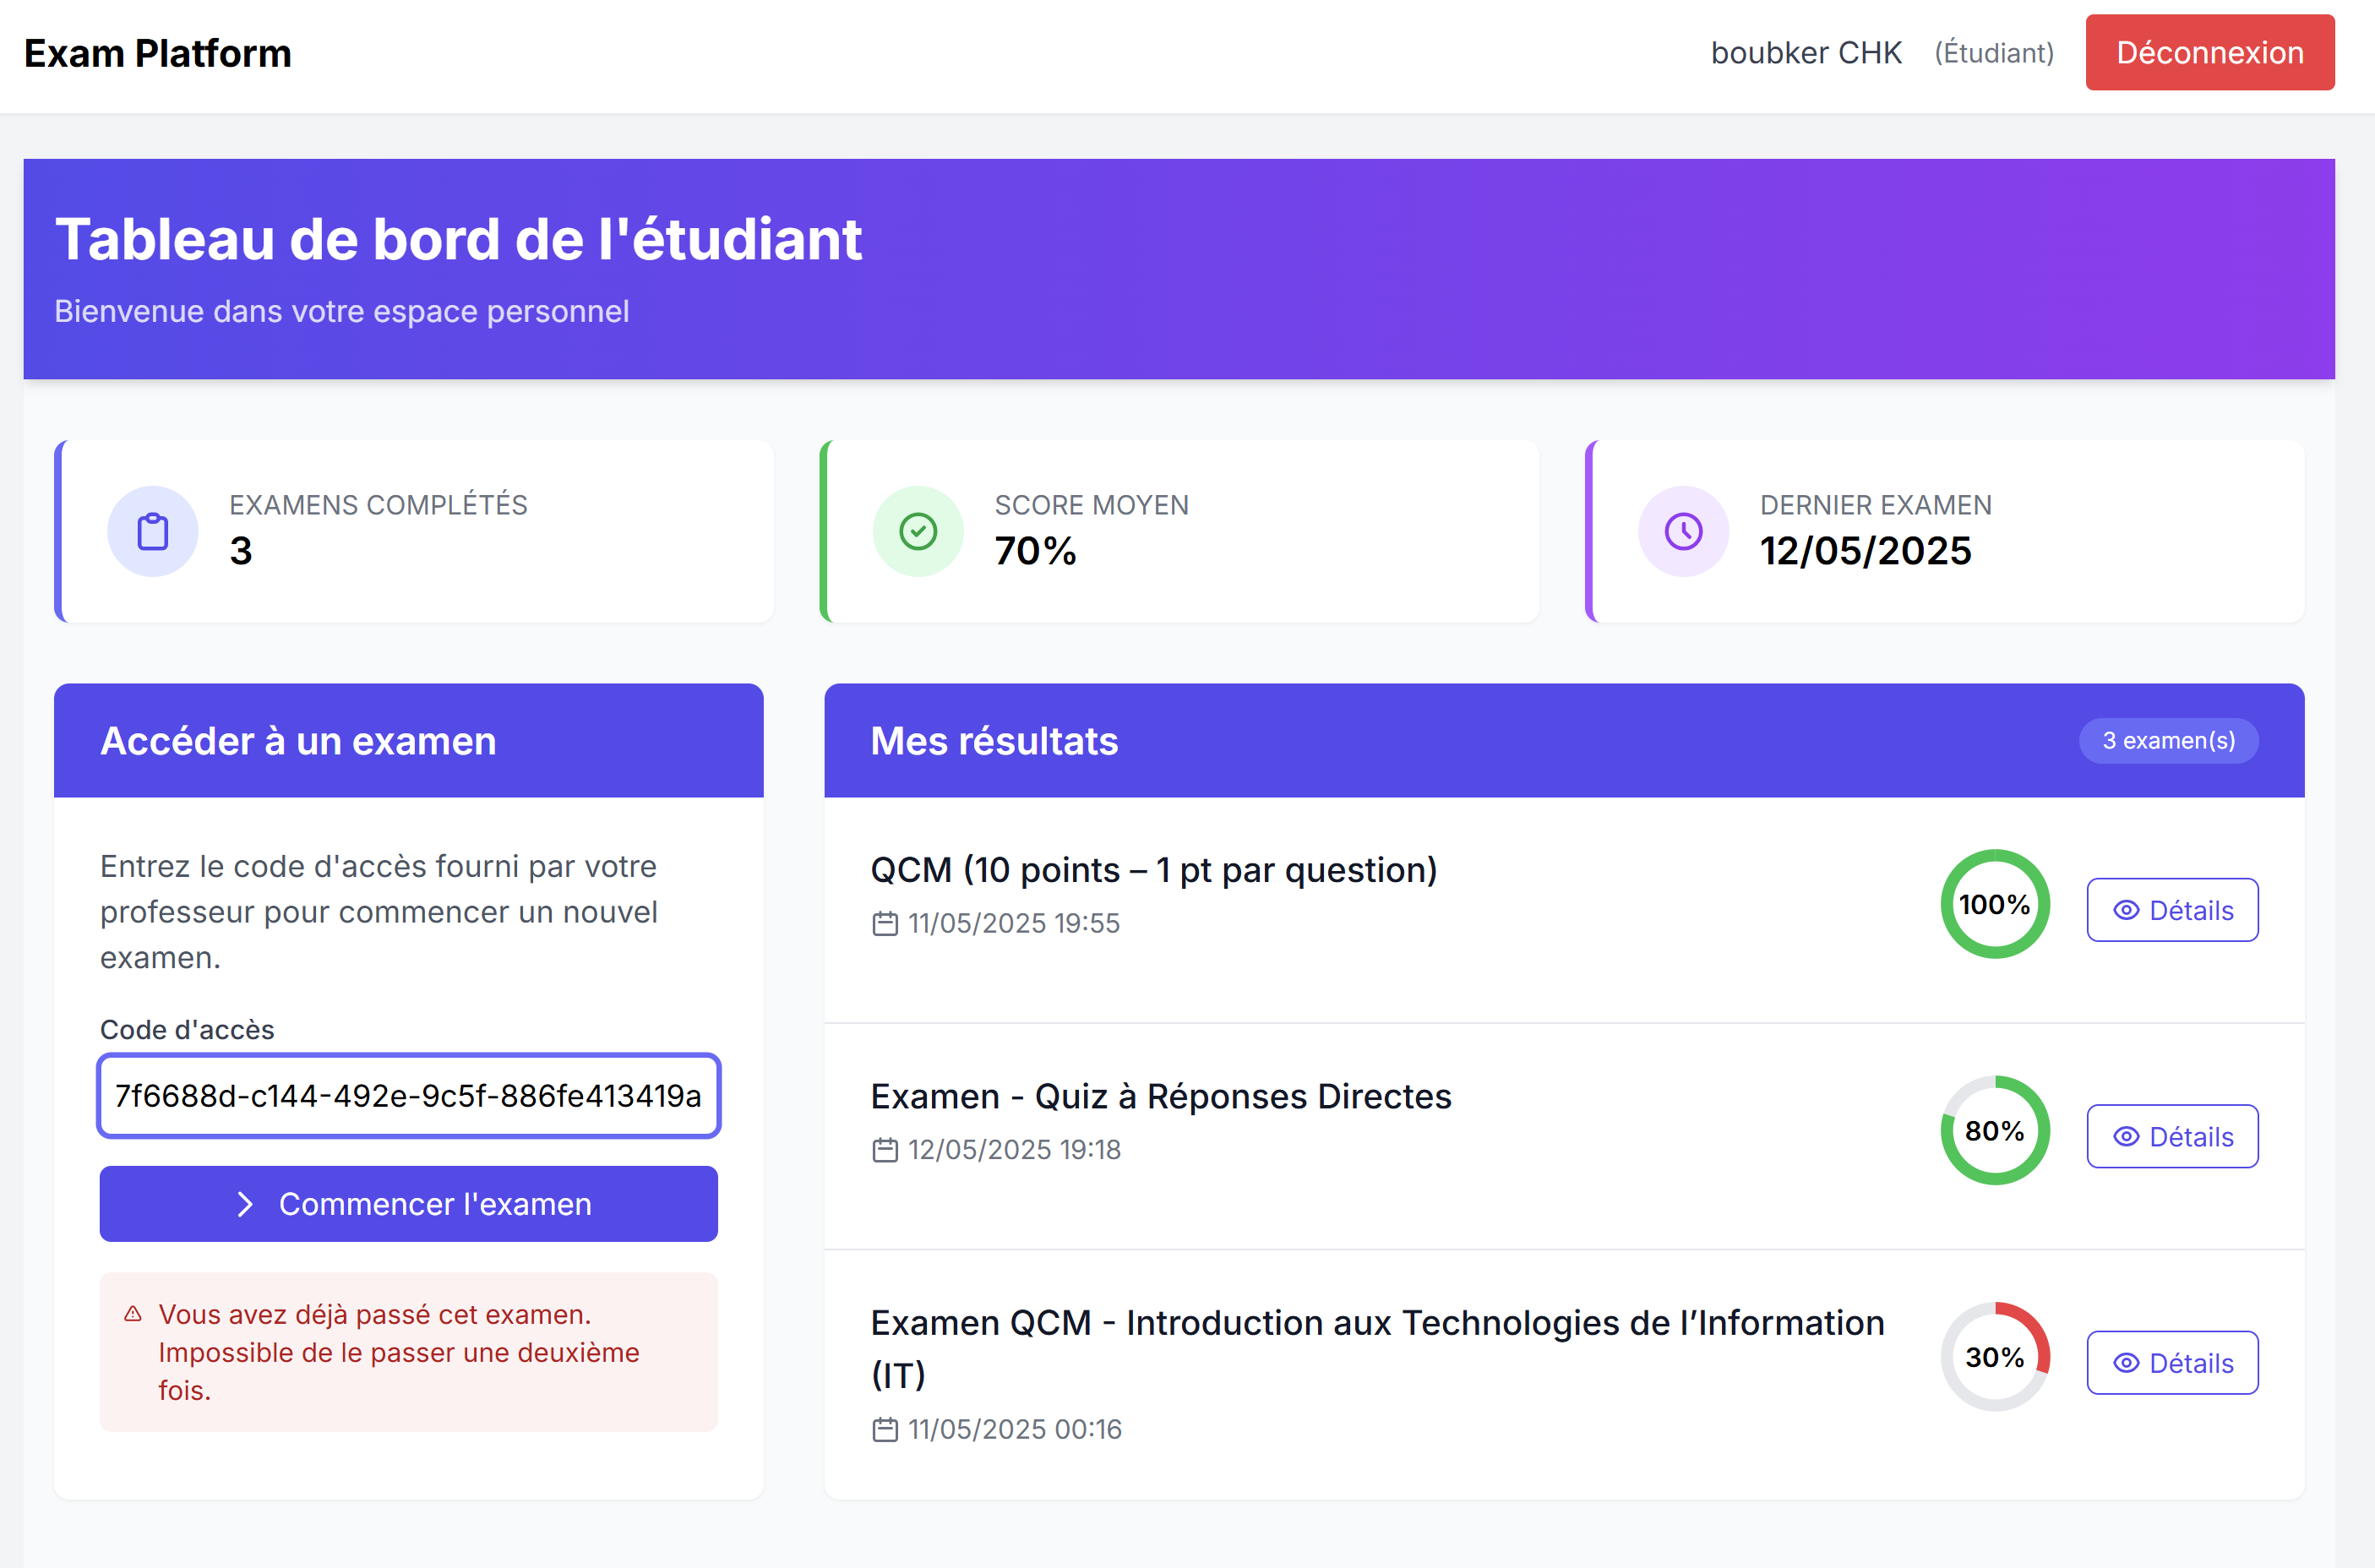 Exam Platform
boubker CHK (Étudiant) Déconnexion
Tableau de bord de l'étudiant
Bienvenue dans votre espace personnel
EXAMENS COMPLÉTÉS
3
SCORE MOYEN
70%
DERNIER EXAMEN
12/05/2025
Accéder à un examen
Entrez le code d'accès fourni par votre
professeur pour commencer un nouvel
examen.
Code d'accès
7f6688d-c144-492e-9c5f-886fe413419a
Commencer l'examen
Vous avez déjà passé cet examen.
Impossible de le passer une deuxième
fois.
Mes résultats
3 examen(s)
QCM (10 points – 1 pt par question)
11/05/2025 19:55
100%
Détails
Examen - Quiz à Réponses Directes
12/05/2025 19:18
80%
Détails
Examen QCM - Introduction aux Technologies de l’Information
(IT)
11/05/2025 00:16
30%
Détails